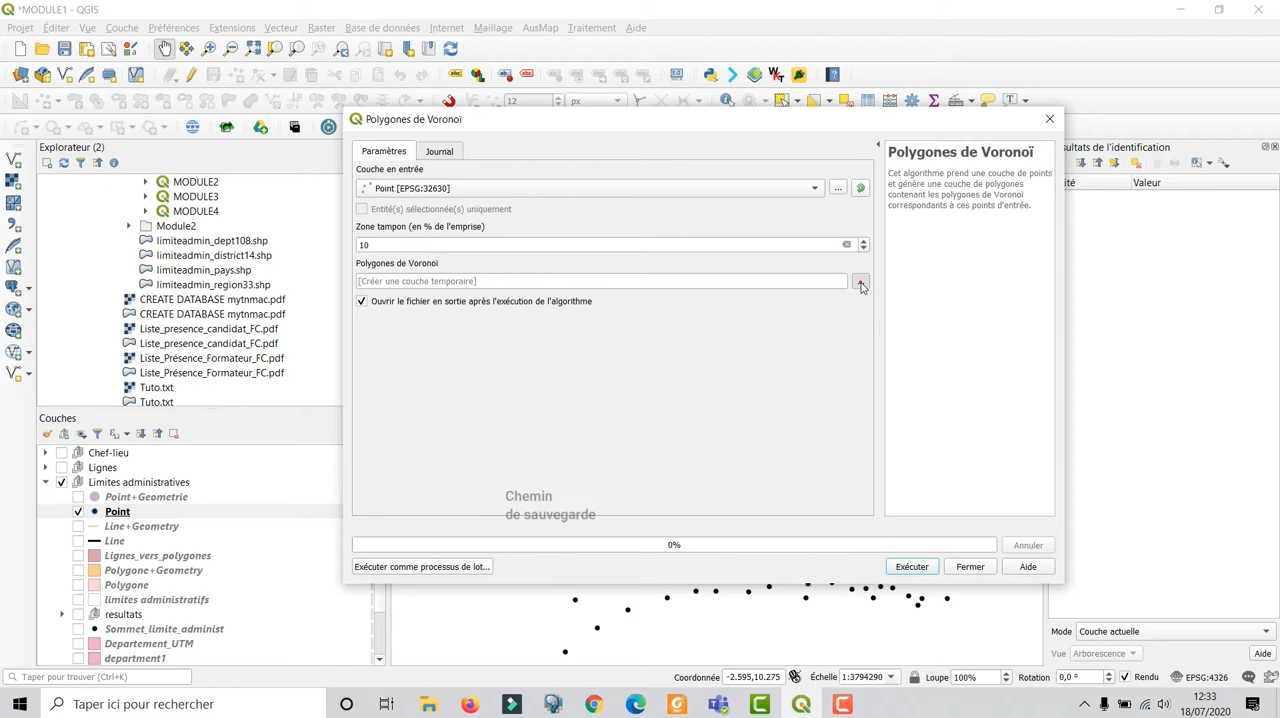 *MODULE1 - QGIS
Projet Éditer Vue Couche Préférences Extensions Vecteur Raster Base de données Internet Maillage AusMap Traitement Aide
12 px
Explorateur (2)
MODULE2
MODULE3
MODULE4
Module2
limiteadmin_dept108.shp
limiteadmin_district14.shp
limiteadmin_pays.shp
limiteadmin_region33.shp
CREATE DATABASE mytnmac.pdf
CREATE DATABASE mytnmac.pdf
Liste_presence_candidat_FC.pdf
Liste_presence_candidat_FC.pdf
Liste_Présence_Formateur_FC.pdf
Liste_Présence_Formateur_FC.pdf
Tuto.txt
Tuto.txt
Couches
Chef-lieu
Lignes
Limites administratives
Point+Geometrie
Point
Line+Geometry
Line
Lignes_vers_polygones
Polygone+Geometry
Polygone
limites administratifs
resultats
Sommet_limite_administ
Departement_UTM
department1
Polygones de Voronoï
Paramètres Journal
Couche en entrée
Point [EPSG:32630]
...
Entité(s) sélectionnée(s) uniquement
Zone tampon (en % de l'emprise)
10
Polygones de Voronoï
[Créer une couche temporaire]
Ouvrir le fichier en sortie après l'exécution de l'algorithme
Chemin
de sauvegarde
0%
Annuler
Exécuter comme processus de lot...
Exécuter Fermer Aide
Polygones de Voronoï
Cet algorithme prend une couche de points
et génère une couche de polygones
contenant les polygones de Voronoï
correspondants à ces points d'entrée.
sultats de l'identification
ité Valeur
Mode Couche actuelle
Vue Arborescence Aide
Taper pour trouver (Ctrl+K)
Coordonnée -2.595,10.275 Échelle 1:3794290 Loupe 100% Rotation 0,0 ° Rendu EPSG:4326
Taper ici pour rechercher
12:33
18/07/2020